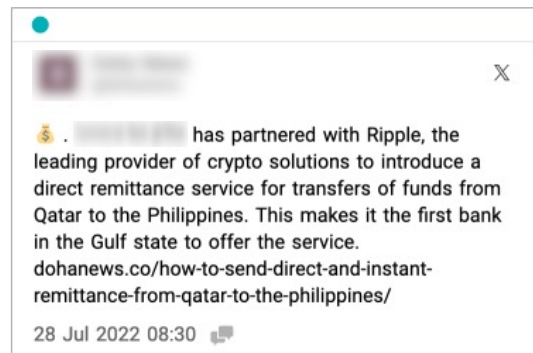 𝕏
. has partnered with Ripple, the
leading provider of crypto solutions to introduce a
direct remittance service for transfers of funds from
Qatar to the Philippines. This makes it the first bank
in the Gulf state to offer the service.
dohanews.co/how-to-send-direct-and-instant-
remittance-from-qatar-to-the-philippines/
28 Jul 2022 08:30